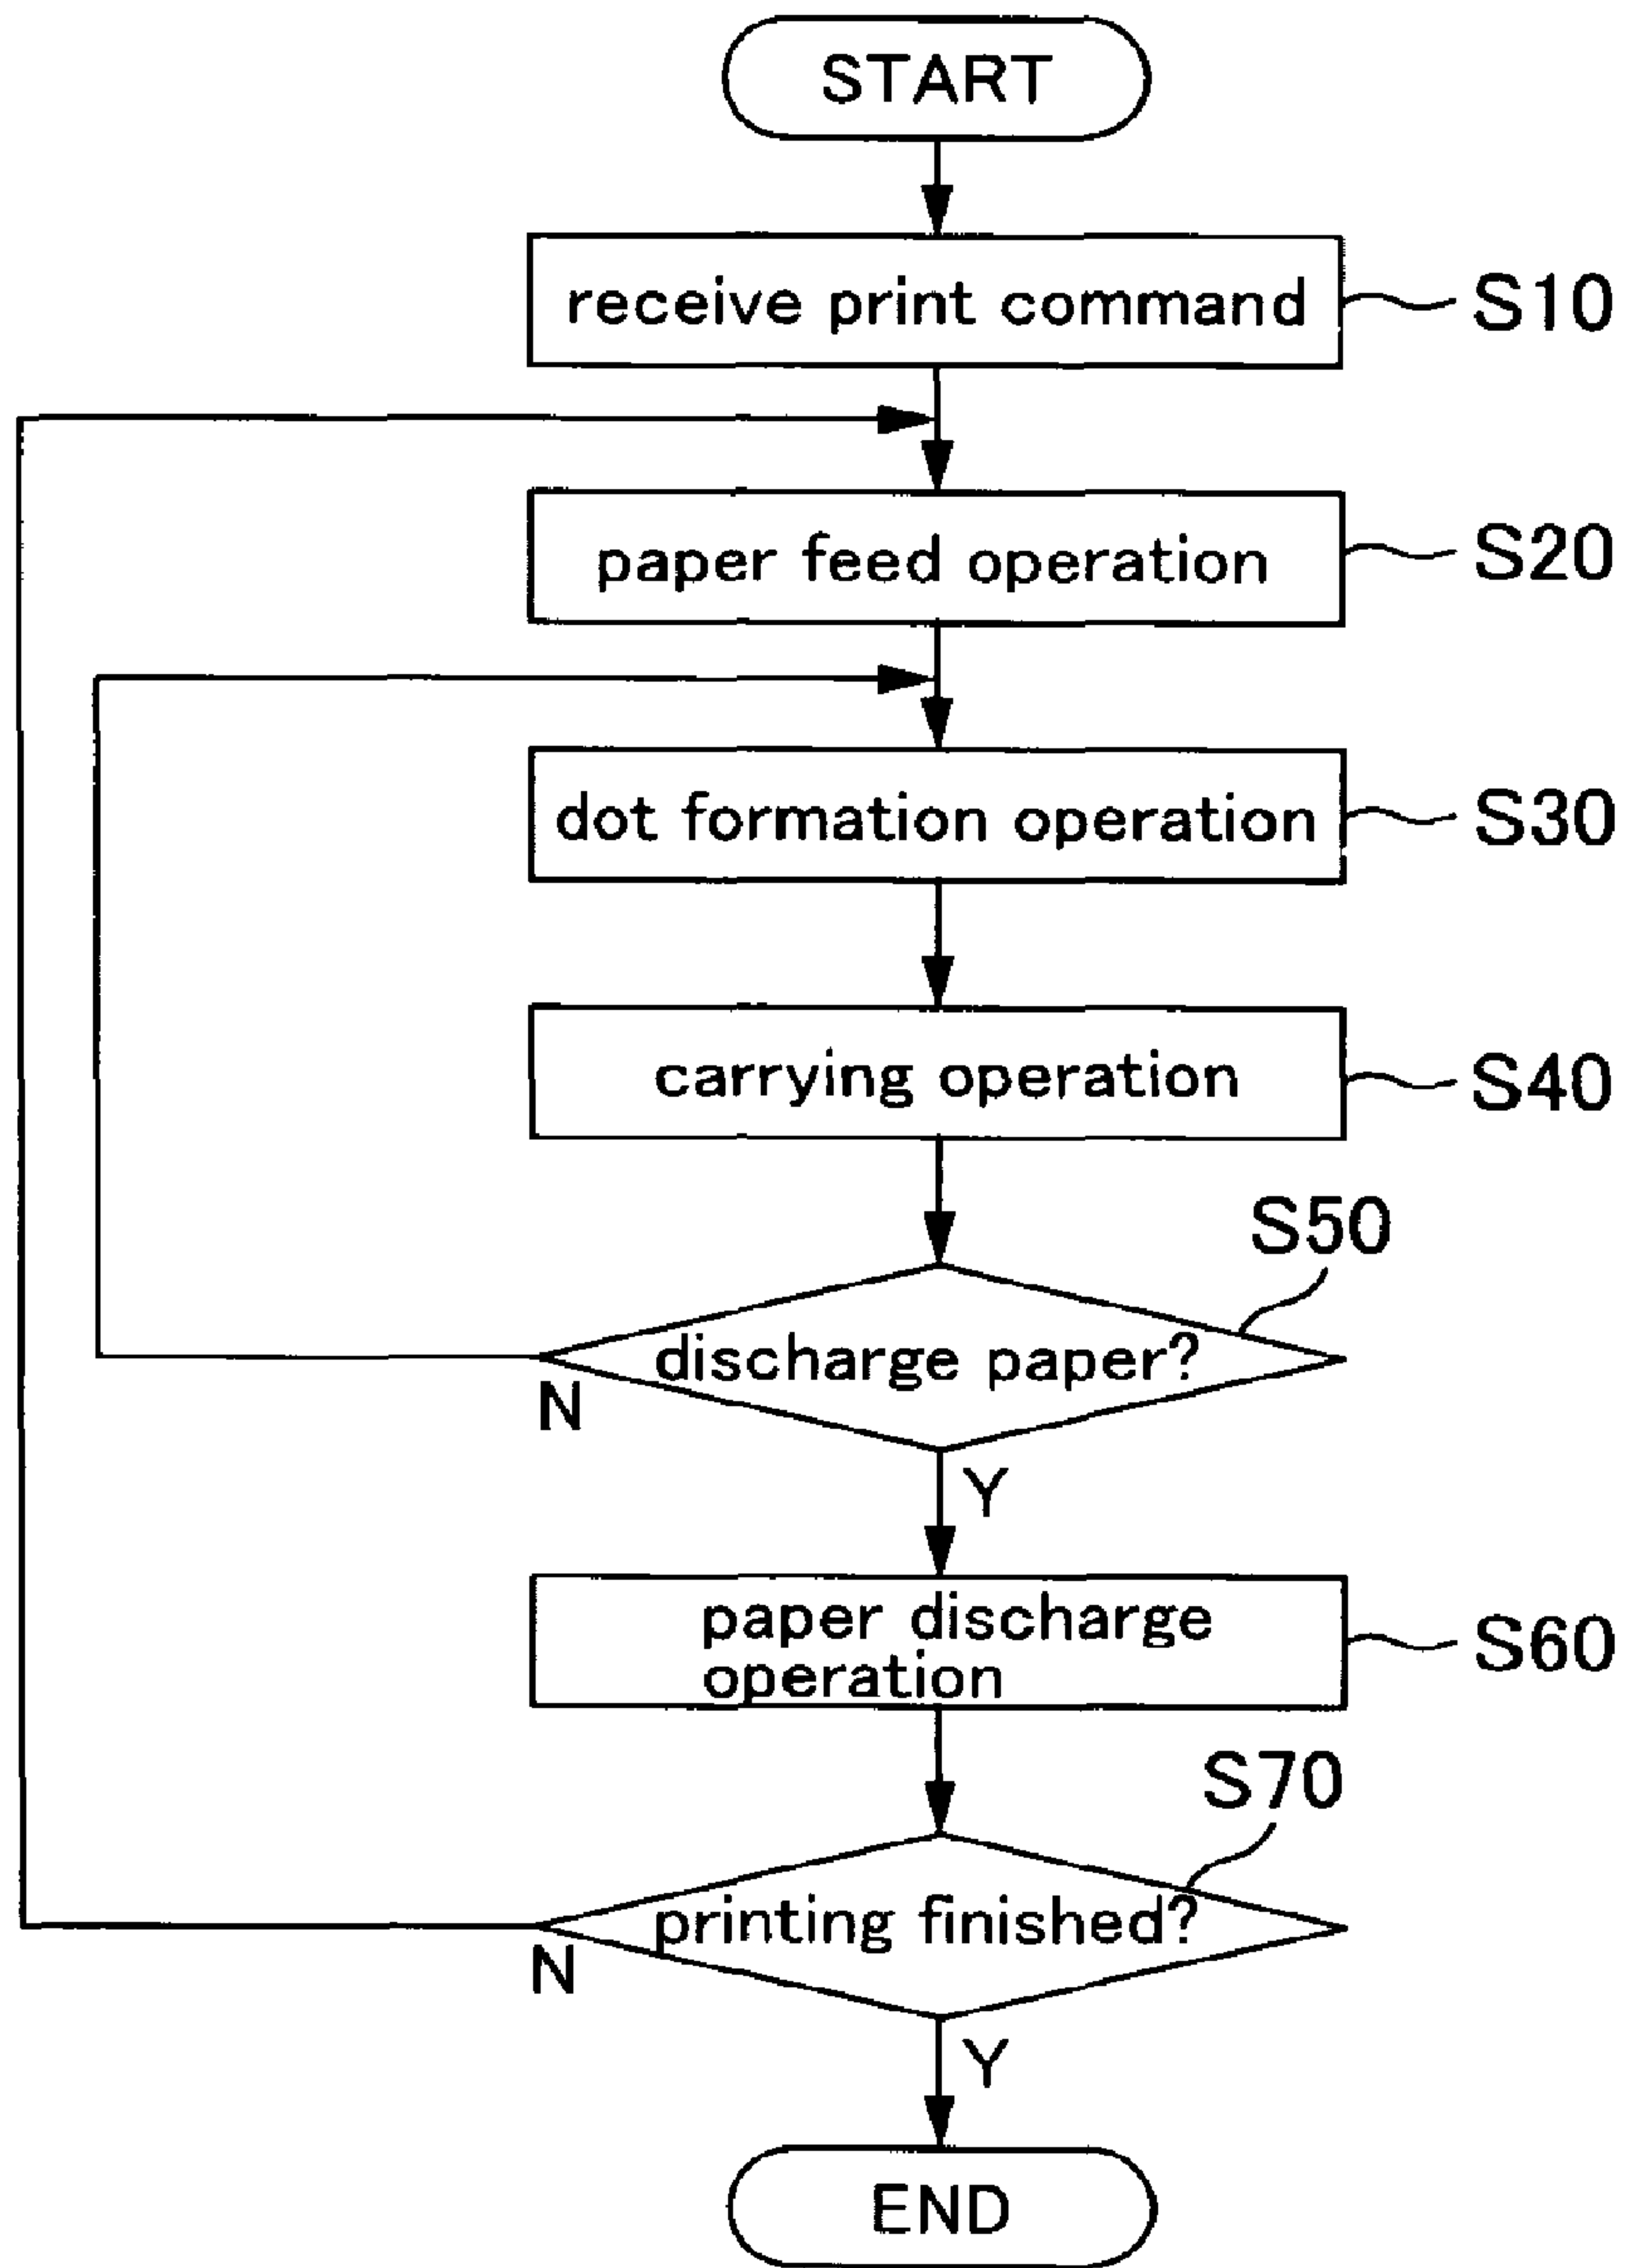 START
receive print command
S10
paper feed operation
S20
dot formation operation
S30
carrying operation
S40
S50
discharge paper?
N
Y
paper discharge
operation
S60
S70
printing finished?
N
Y
END